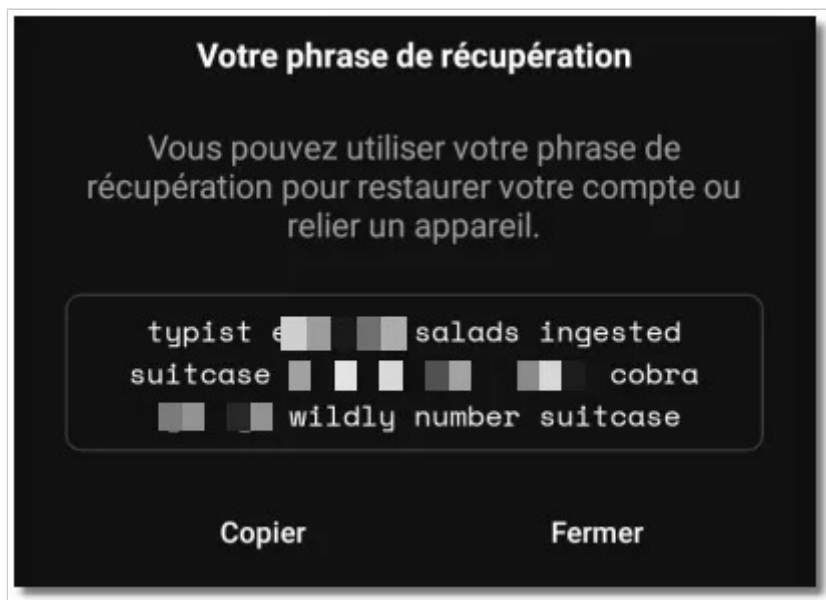 Votre phrase de récupération
Vous pouvez utiliser votre phrase de
récupération pour restaurer votre compte ou
relier un appareil.
typist salads ingested
suitcase cobra
wildly number suitcase
Copier
Fermer